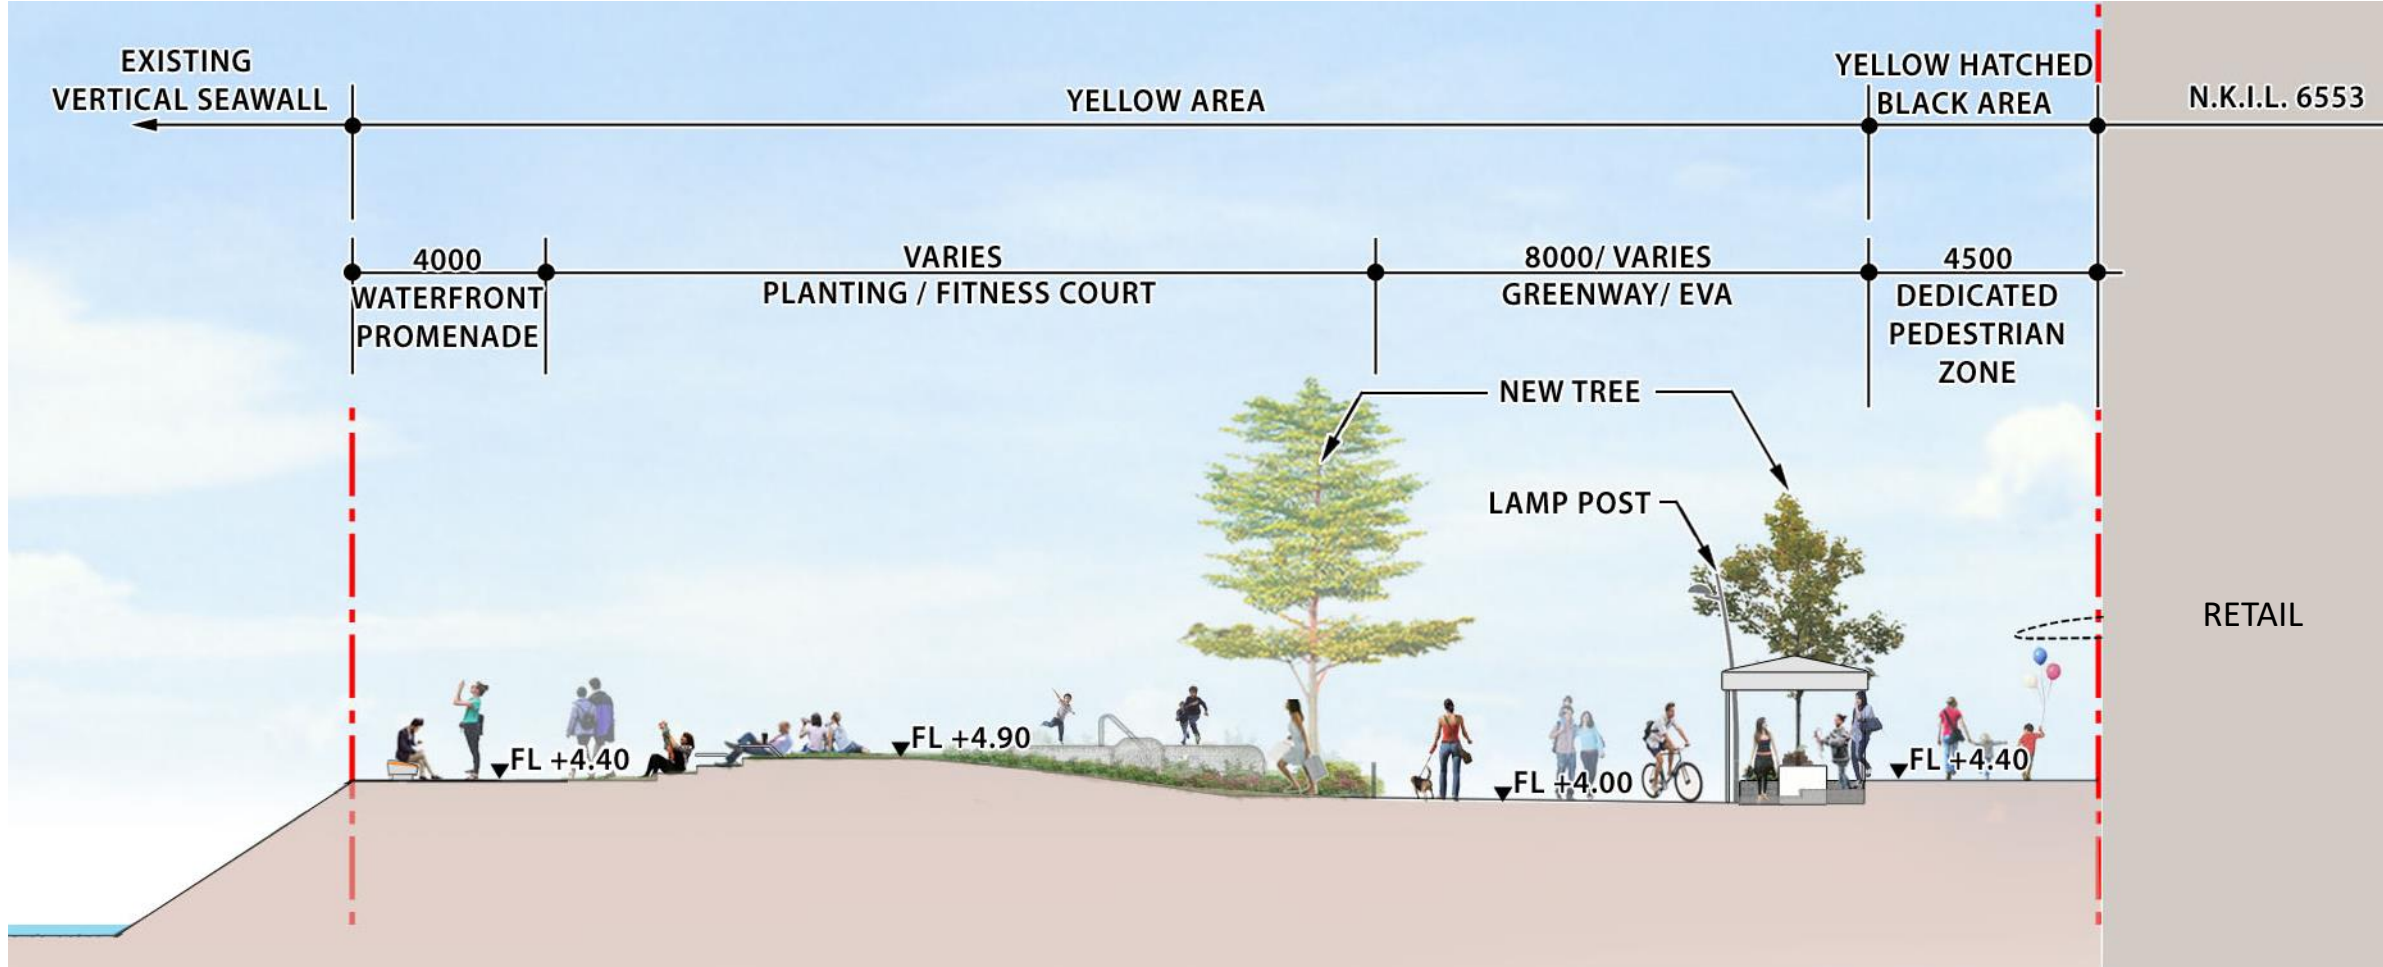 EXISTING
VERTICAL SEAWALL
YELLOW AREA
YELLOW HATCHED
BLACK AREA
N.K.I.L. 6553
4000
WATERFRONT
PROMENADE
VARIES
PLANTING / FITNESS COURT
8000/ VARIES
GREENWAY/ EVA
4500
DEDICATED
PEDESTRIAN
ZONE
NEW TREE
LAMP POST
RETAIL
FL +4.40
FL +4.90
FL +4.00
FL +4.40